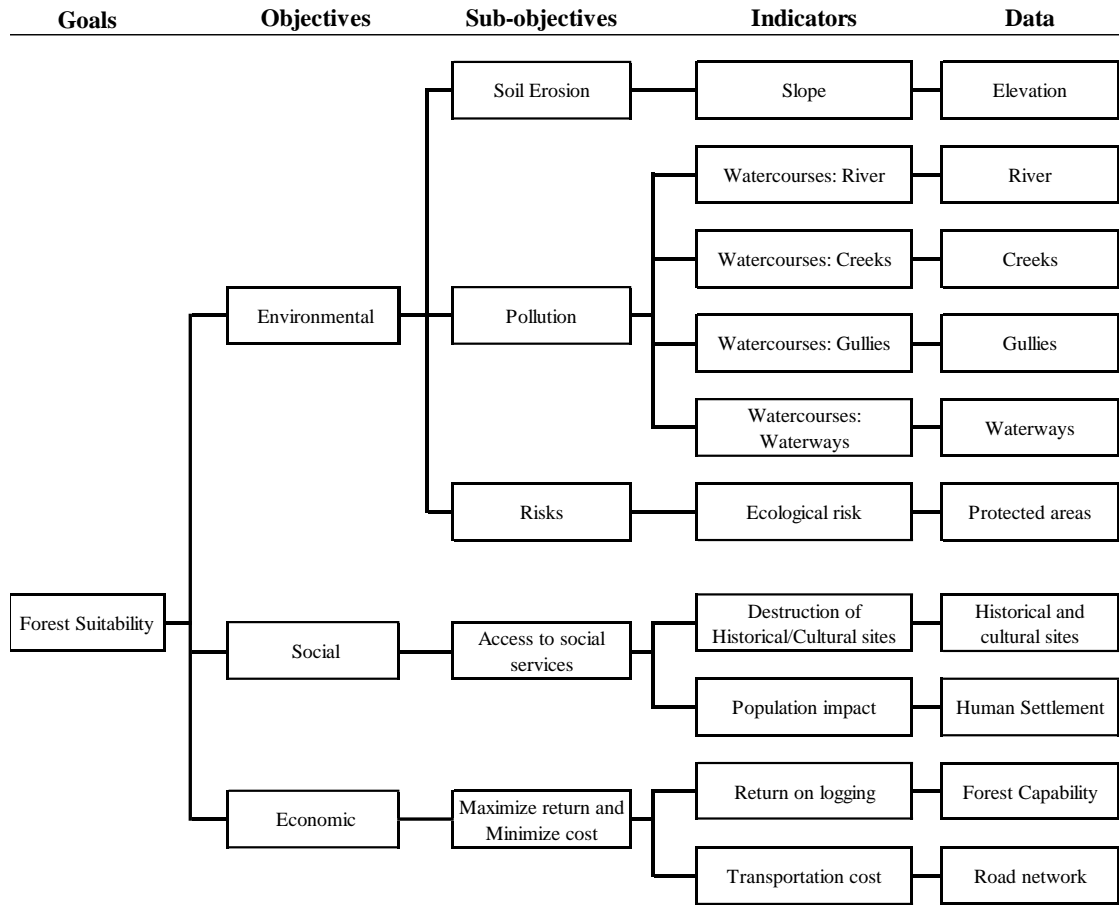 Goals Objectives Sub-objectives Indicators Data
Soil Erosion Slope Elevation
Watercourses: River River
Watercourses: Creeks Creeks
Environmental Pollution
Watercourses: Gullies Gullies
Watercourses:
Waterways
Waterways
Risks Ecological risk Protected areas
Forest Suitability
Destruction of
Historical/Cultural sites
Historical and
cultural sites
Social
Access to social
services
Population impact Human Settlement
Return on logging Forest Capability
Economic
Maximize return and
Minimize cost
Transportation cost Road network